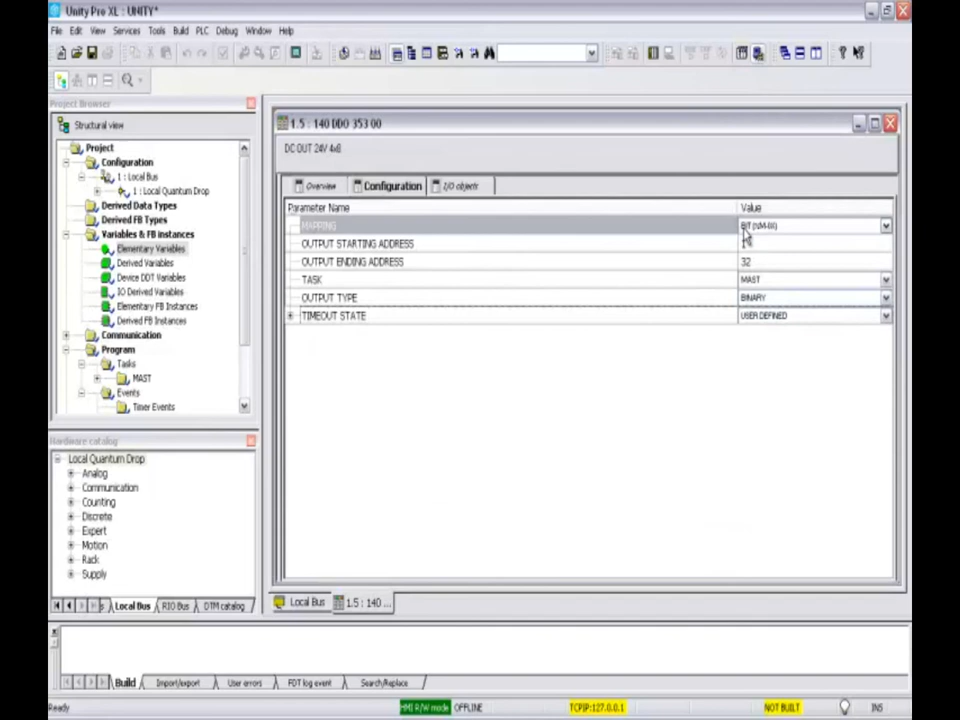 Unity Pro XL : UNITY*
File Edit View Services Tools Build PLC Debug Window Help
Project Browser
Structural view
Project
Configuration
1 : Local Bus
1 : Local Quantum Drop
Derived Data Types
Derived FB Types
Variables & FB instances
Elementary Variables
Derived Variables
Device DDT Variables
IO Derived Variables
Elementary FB Instances
Derived FB Instances
Communication
Program
Tasks
MAST
Events
Timer Events
Hardware catalog
Local Quantum Drop
Analog
Communication
Counting
Discrete
Expert
Motion
Rack
Supply
Local Bus RIO Bus DTM catalog
1.5 : 140 DDO 353 00
DC OUT 24V 4x8
Overview Configuration I/O objects
Parameter Name Value
MAPPING BIT (%M-0x)
OUTPUT STARTING ADDRESS
OUTPUT ENDING ADDRESS 32
TASK MAST
OUTPUT TYPE BINARY
TIMEOUT STATE USER DEFINED
Local Bus 1.5 : 140 ...
Build Import/export User errors FDT log event Search/Replace
Ready HMI R/W mode OFFLINE TCPIP:127.0.0.1 NOT BUILT INS